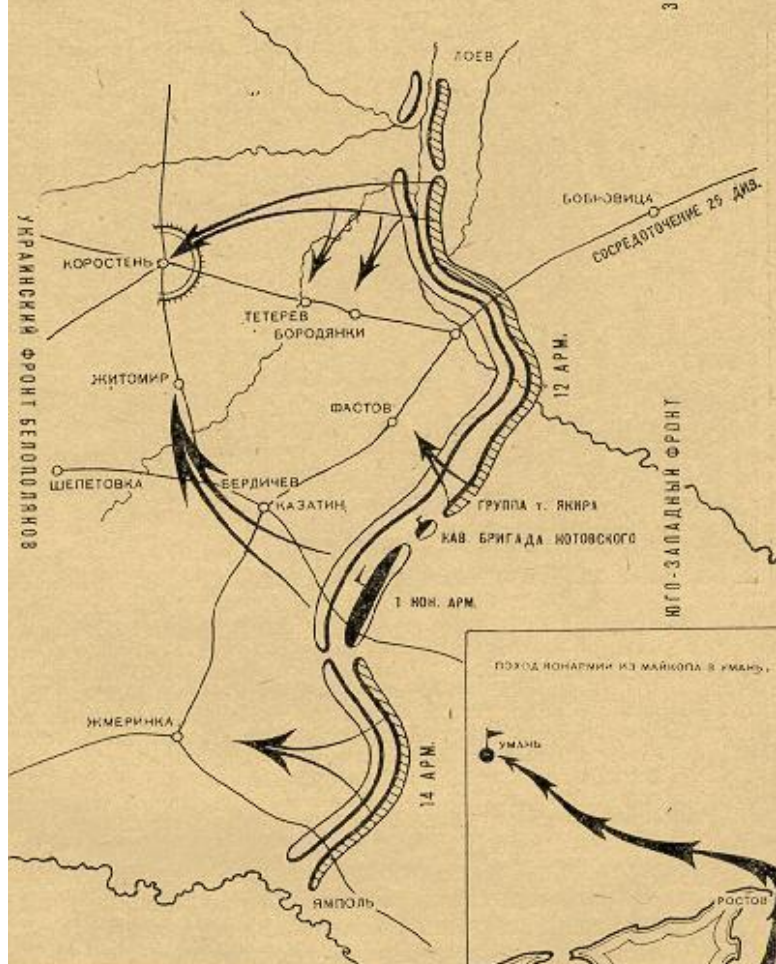 З
ЛОЕВ
БОБРОВИЦА
СОСРЕДОТОЧЕНИЕ 25 ДИВ.
КОРОСТЕНЬ
ТЕТЕРЕВ
БОРОДЯНКИ
УКРАИНСКИЙ ФРОНТ БЕЛОПОЛЯКОВ
ЖИТОМИР
12 АРМ.
ФАСТОВ
ЮГО-ЗАПАДНЫЙ ФРОНТ
ШЕПЕТОВКА
БЕРДИЧЕВ
КАЗАТИН
ГРУППА т. ЯКИРА
КАВ. БРИГАДА КОТОВСКОГО
1 КОН. АРМ.
ПОХОД КОНАРМИИ ИЗ МАЙКОПА В УМАНЬ.
ЖМЕРИНКА
14 АРМ.
УМАНЬ
ЯМПОЛЬ
РОСТОВ